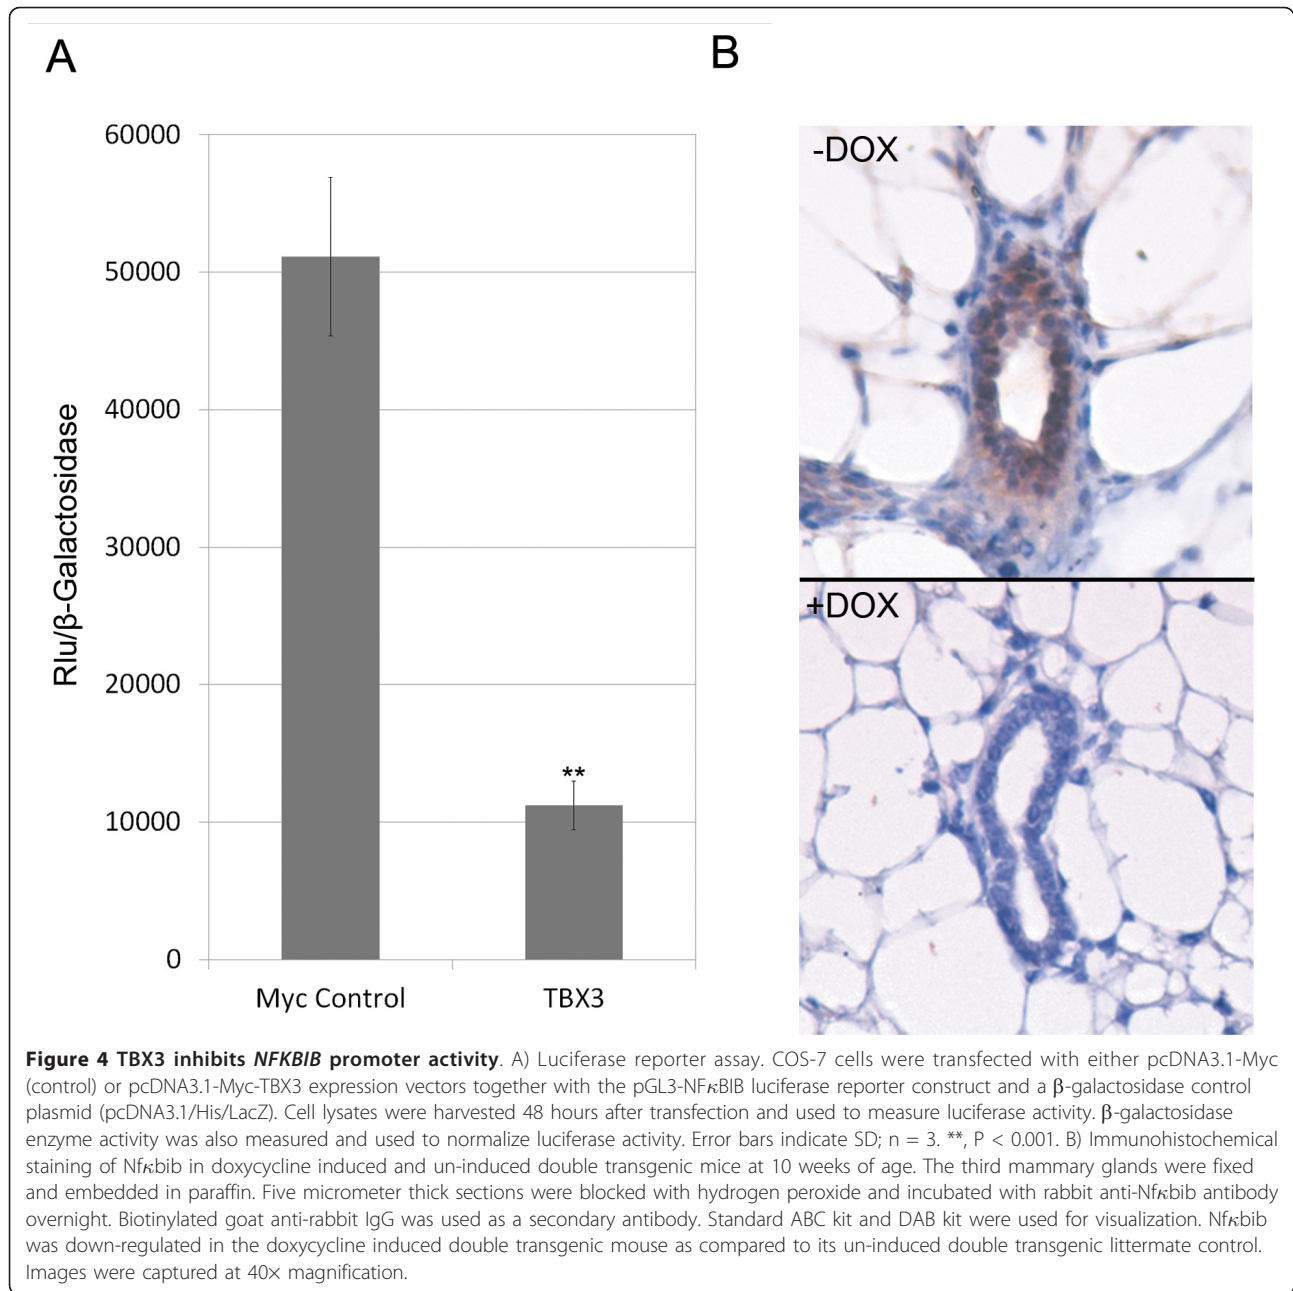 A
B
60000
50000
40000
30000
20000
10000
0
Rlu/β-Galactosidase
**
Myc Control
TBX3
-DOX
+DOX
Figure 4 TBX3 inhibits NFKBIB promoter activity. A) Luciferase reporter assay. COS-7 cells were transfected with either pcDNA3.1-Myc
(control) or pcDNA3.1-Myc-TBX3 expression vectors together with the pGL3-NFκBIB luciferase reporter construct and a β-galactosidase control
plasmid (pcDNA3.1/His/LacZ). Cell lysates were harvested 48 hours after transfection and used to measure luciferase activity. β-galactosidase
enzyme activity was also measured and used to normalize luciferase activity. Error bars indicate SD; n = 3. **, P < 0.001. B) Immunohistochemical
staining of Nfκbib in doxycycline induced and un-induced double transgenic mice at 10 weeks of age. The third mammary glands were fixed
and embedded in paraffin. Five micrometer thick sections were blocked with hydrogen peroxide and incubated with rabbit anti-Nfκbib antibody
overnight. Biotinylated goat anti-rabbit IgG was used as a secondary antibody. Standard ABC kit and DAB kit were used for visualization. Nfκbib
was down-regulated in the doxycycline induced double transgenic mouse as compared to its un-induced double transgenic littermate control.
Images were captured at 40× magnification.